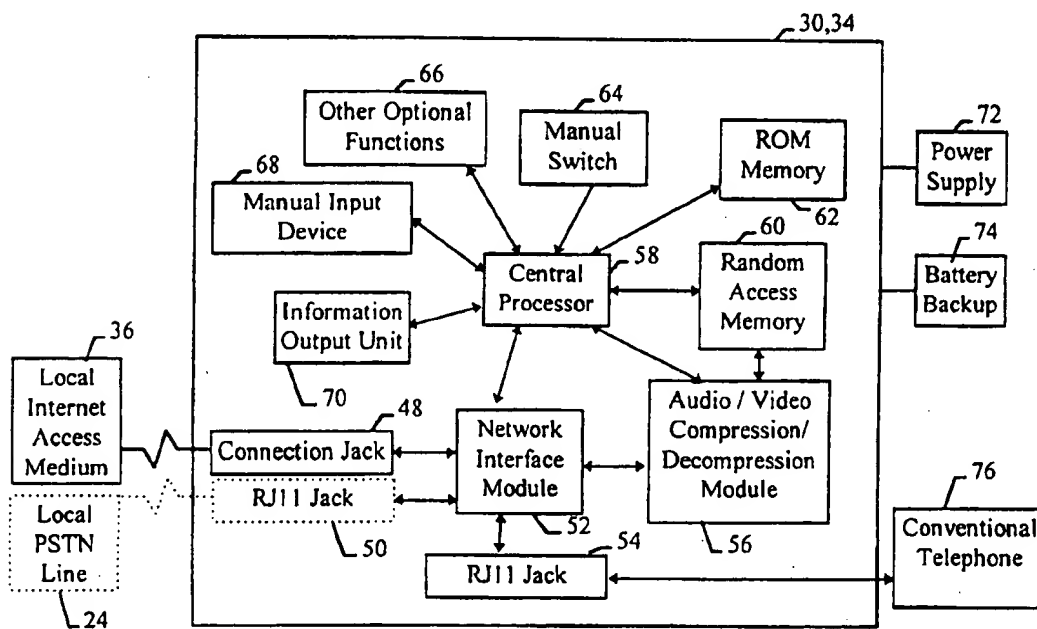 30,34
66
Other Optional
Functions
64
Manual
Switch
ROM
Memory
62
72
Power
Supply
68
Manual Input
Device
60
Random
Access
Memory
74
Battery
Backup
58
Central
Processor
Information
Output Unit
70
36
Local
Internet
Access
Medium
48
Connection Jack
Network
Interface
Module
52
Audio / Video
Compression/
Decompression
Module
56
RJ11 Jack
50
Local
PSTN
Line
24
54
RJ11 Jack
76
Conventional
Telephone